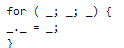 for ( _; _; _) {
_._ = _;
}